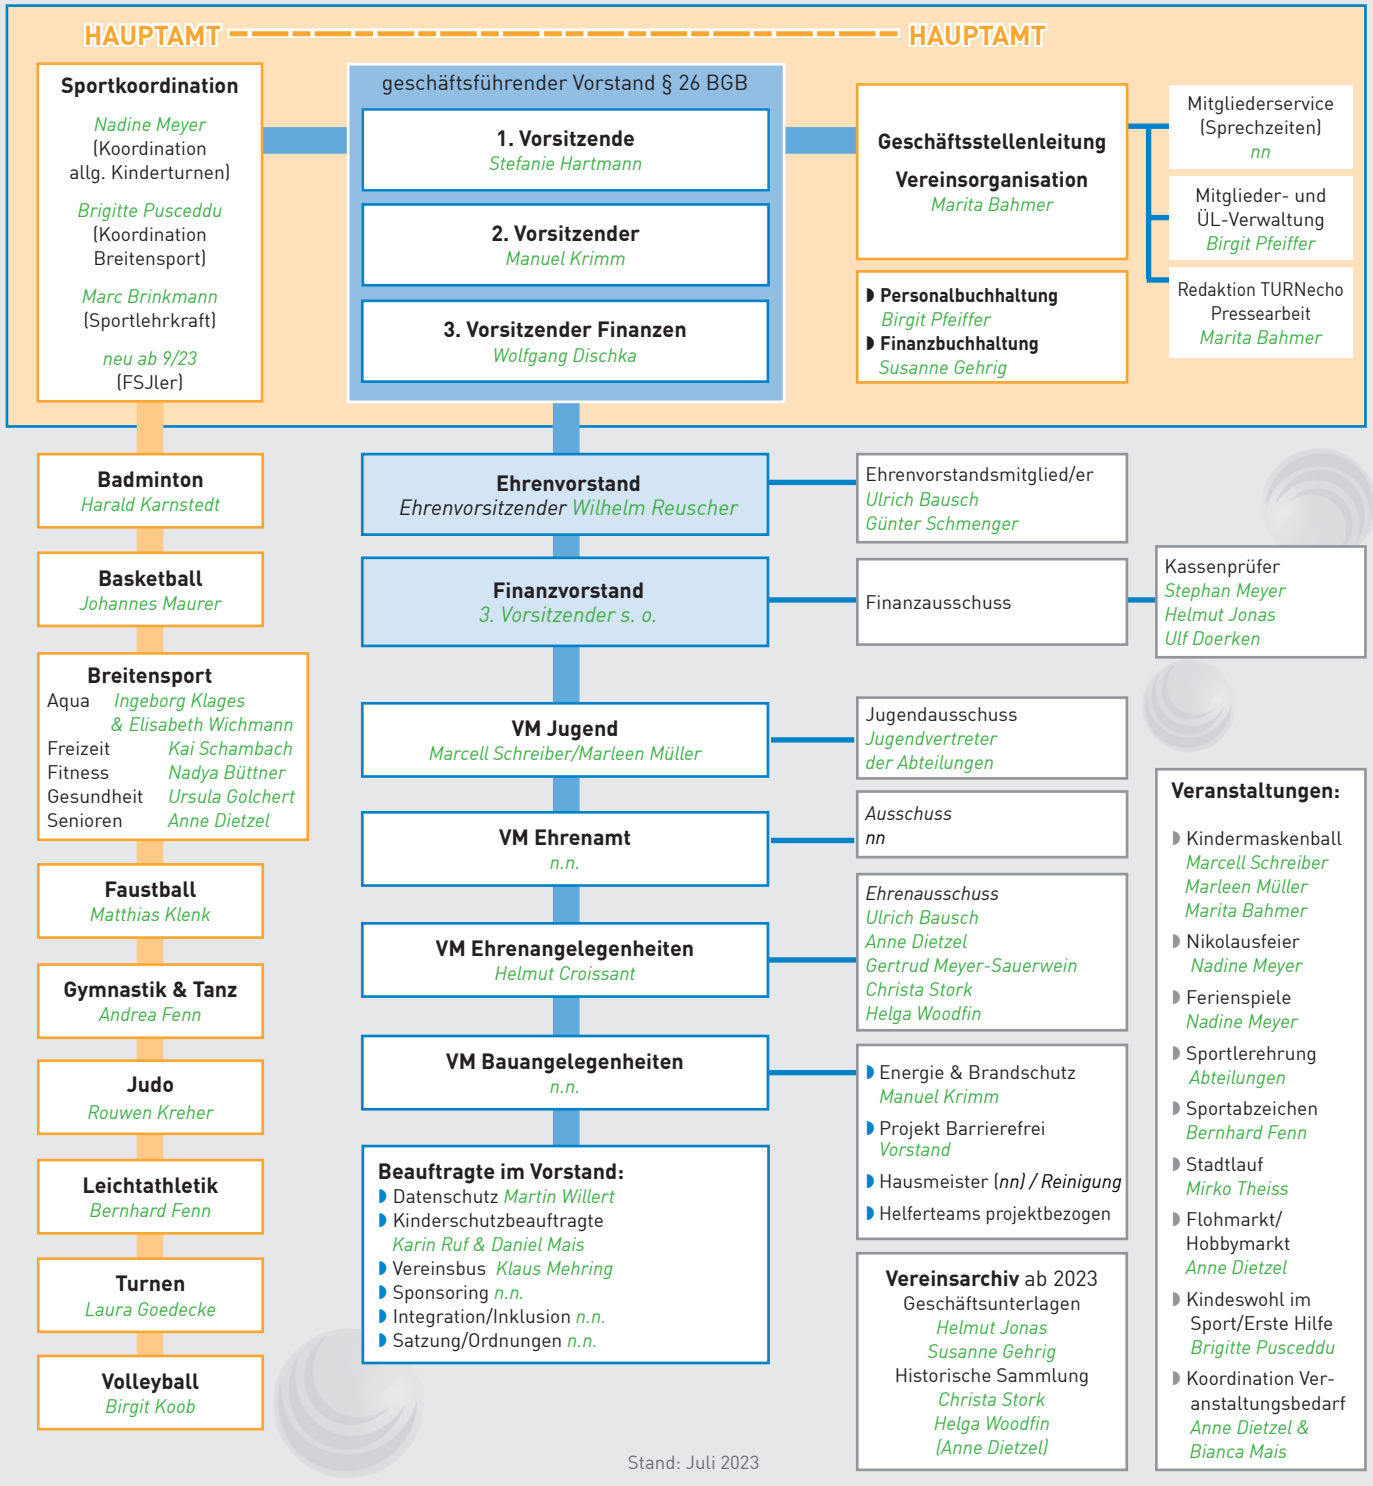 HAUPTAMT
HAUPTAMT
Sportkoordination
Nadine Meyer
(Koordination
allg. Kinderturnen)
Brigitte Pusceddu
(Koordination
Breitensport)
Marc Brinkmann
(Sportlehrkraft)
neu ab 9/23
(FSJler)
geschäftsführender Vorstand § 26 BGB
1. Vorsitzende
Stefanie Hartmann
2. Vorsitzender
Manuel Krimm
3. Vorsitzender Finanzen
Wolfgang Dischka
Geschäftsstellenleitung
Vereinsorganisation
Marita Bahmer
◗ Personalbuchhaltung
Birgit Pfeiffer
◗ Finanzbuchhaltung
Susanne Gehrig
Mitgliederservice
(Sprechzeiten)
nn
Mitglieder- und
ÜL-Verwaltung
Birgit Pfeiffer
Redaktion TURNecho
Pressearbeit
Marita Bahmer
Badminton
Harald Karnstedt
Basketball
Johannes Maurer
Breitensport
Aqua Ingeborg Klages
& Elisabeth Wichmann
Freizeit Kai Schambach
Fitness Nadya Büttner
Gesundheit Ursula Golchert
Senioren Anne Dietzel
Faustball
Matthias Klenk
Gymnastik & Tanz
Andrea Fenn
Judo
Rouwen Kreher
Leichtathletik
Bernhard Fenn
Turnen
Laura Goedecke
Volleyball
Birgit Koob
Ehrenvorstand
Ehrenvorsitzender Wilhelm Reuscher
Finanzvorstand
3. Vorsitzender s. o.
VM Jugend
Marcell Schreiber/Marleen Müller
VM Ehrenamt
n.n.
VM Ehrenangelegenheiten
Helmut Croissant
VM Bauangelegenheiten
n.n.
Beauftragte im Vorstand:
◗ Datenschutz Martin Willert
◗ Kinderschutzbeauftragte
Karin Ruf & Daniel Mais
◗ Vereinsbus Klaus Mehring
◗ Sponsoring n.n.
◗ Integration/Inklusion n.n.
◗ Satzung/Ordnungen n.n.
Ehrenvorstandsmitglied/er
Ulrich Bausch
Günter Schmenger
Finanzausschuss
Kassenprüfer
Stephan Meyer
Helmut Jonas
Ulf Doerken
Jugendausschuss
Jugendvertreter
der Abteilungen
Ausschuss
nn
Ehrenausschuss
Ulrich Bausch
Anne Dietzel
Gertrud Meyer-Sauerwein
Christa Stork
Helga Woodfin
◗ Energie & Brandschutz
Manuel Krimm
◗ Projekt Barrierefrei
Vorstand
◗ Hausmeister (nn) / Reinigung
◗ Helferteams projektbezogen
Vereinsarchiv ab 2023
Geschäftsunterlagen
Helmut Jonas
Susanne Gehrig
Historische Sammlung
Christa Stork
Helga Woodfin
(Anne Dietzel)
Veranstaltungen:
◗ Kindermaskenball
Marcell Schreiber
Marleen Müller
Marita Bahmer
◗ Nikolausfeier
Nadine Meyer
◗ Ferienspiele
Nadine Meyer
◗ Sportlerehrung
Abteilungen
◗ Sportabzeichen
Bernhard Fenn
◗ Stadtlauf
Mirko Theiss
◗ Flohmarkt/
Hobbymarkt
Anne Dietzel
◗ Kindeswohl im
Sport/Erste Hilfe
Brigitte Pusceddu
◗ Koordination Ver-
anstaltungsbedarf
Anne Dietzel &
Bianca Mais
Stand: Juli 2023